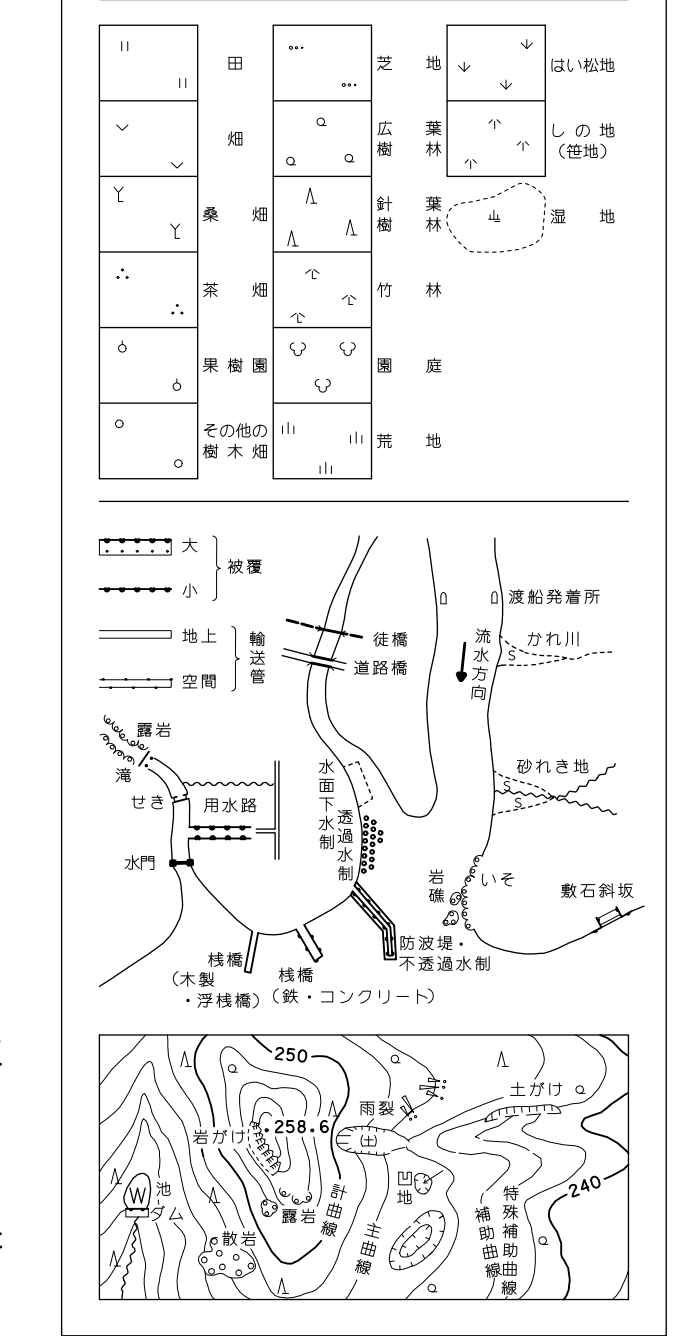 田
芝地
はい松地
畑
広葉
樹林
しの地
（笹地）
桑畑
針葉
樹林
湿地
茶畑
竹林
果樹園
園庭
その他の
樹木畑
荒地
大
小
被覆
地上
空間
輸送管
徒橋
道路橋
渡船発着所
流水方向
かれ川
S
砂れき地
S
S
露岩
滝
せき
用水路
水門
水面下水制
透過水制
岩礁
いそ
敷石斜坂
防波堤・
不透過水制
桟橋
（木製
・浮桟橋）
桟橋
（鉄・コンクリート）
250
258.6
岩がけ
雨裂
(土)
土がけ
凹地
240
池
W
ダム
散岩
露岩
計曲線
主曲線
補助曲線
特殊補助曲線